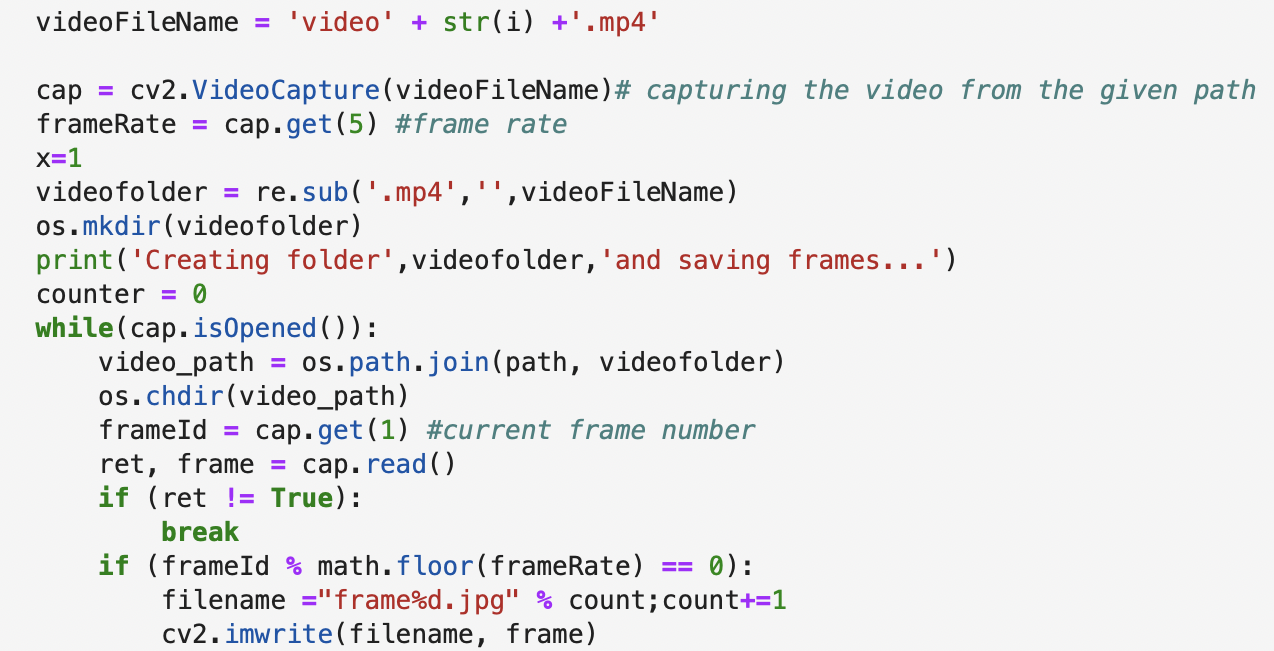 videoFileName = 'video' + str(i) +'.mp4'

cap = cv2.VideoCapture(videoFileName)# capturing the video from the given path
frameRate = cap.get(5) #frame rate
x=1
videofolder = re.sub('.mp4','',videoFileName)
os.mkdir(videofolder)
print('Creating folder',videofolder,'and saving frames...')
counter = 0
while(cap.isOpened()):
    video_path = os.path.join(path, videofolder)
    os.chdir(video_path)
    frameId = cap.get(1) #current frame number
    ret, frame = cap.read()
    if (ret != True):
        break
    if (frameId % math.floor(frameRate) == 0):
        filename ="frame%d.jpg" % count;count+=1
        cv2.imwrite(filename, frame)